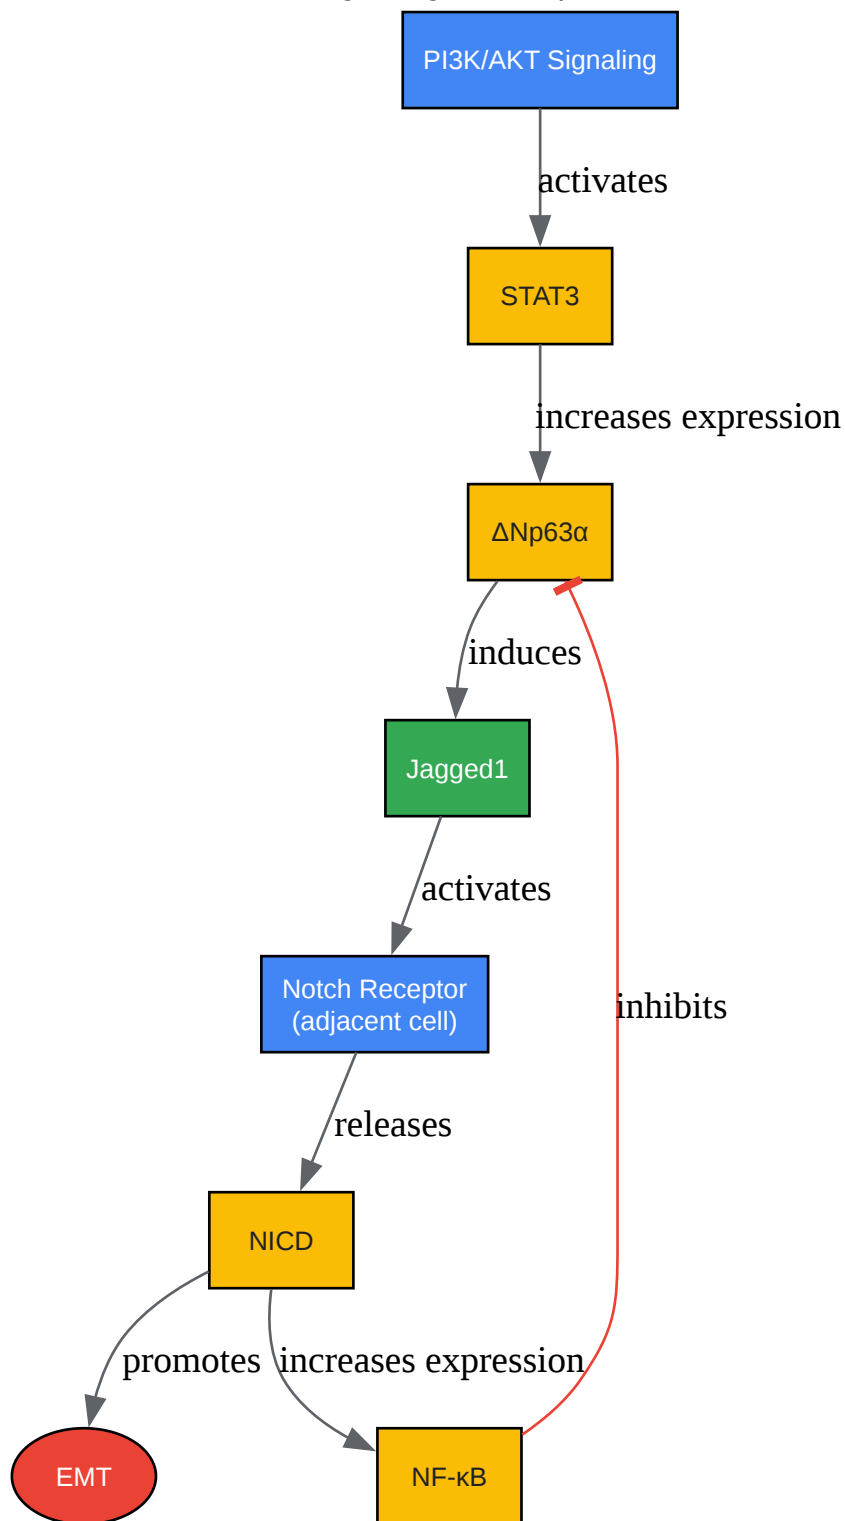 PI3K/AKT Signaling
activates
STAT3
increases expression
ΔNp63α
induces
Jagged1
activates
Notch Receptor
(adjacent cell)
inhibits
releases
NICD
promotes
increases expression
EMT
NF-κB